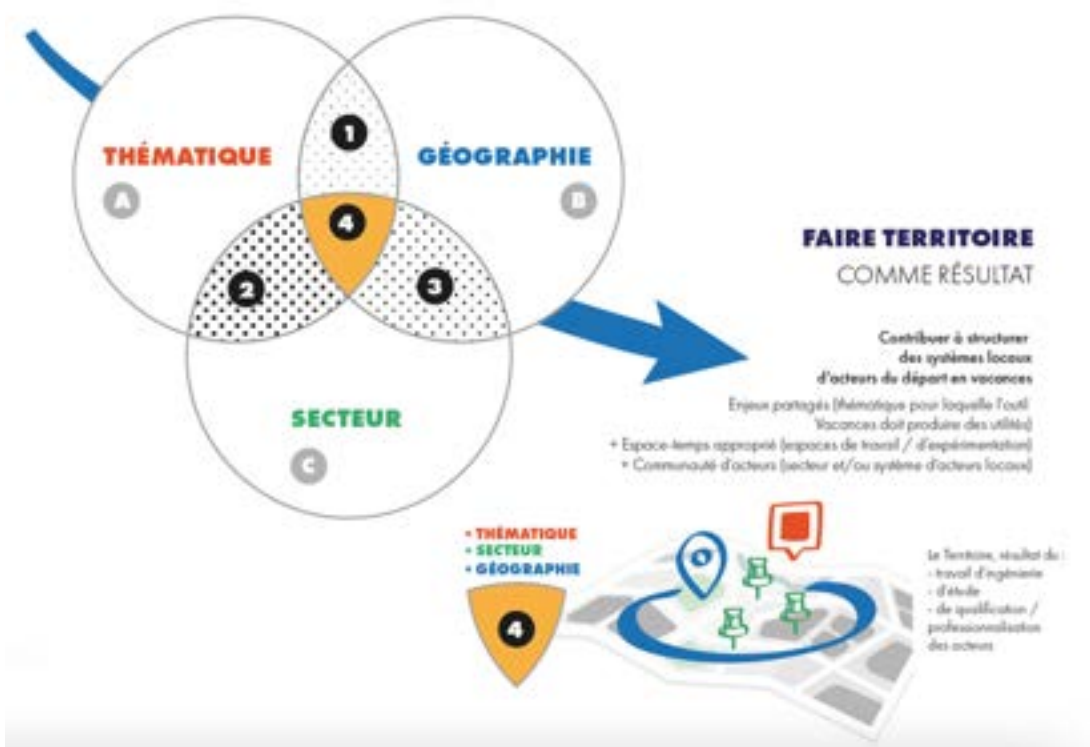 THÉMATIQUE
A
1
GÉOGRAPHIE
B
4
2
3
SECTEUR
C
FAIRE TERRITOIRE
COMME RÉSULTAT
Contribuer à structurer
des systèmes locaux
d'acteurs du départ en vacances
Enjeux partagés (thématique pour laquelle l'outil
Vacances doit produire des utilités)
+ Espace-temps approprié (espaces de travail / d'expérimentation)
+ Communauté d'acteurs (secteur et/ou système d'acteurs locaux)
• THÉMATIQUE
• SECTEUR
• GÉOGRAPHIE
4
Le Territoire, résultat du :
- travail d'ingénierie
- d'étude
- de qualification /
professionnalisation
des acteurs